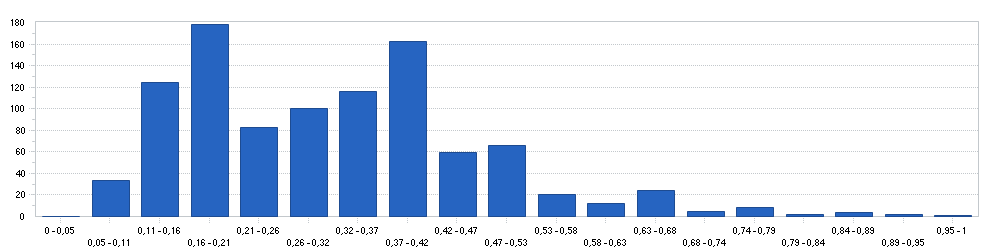 180
160
140
120
100
80
60
40
20
0
0 - 0,05
0,05 - 0,11
0,11 - 0,16
0,16 - 0,21
0,21 - 0,26
0,26 - 0,32
0,32 - 0,37
0,37 - 0,42
0,42 - 0,47
0,47 - 0,53
0,53 - 0,58
0,58 - 0,63
0,63 - 0,68
0,68 - 0,74
0,74 - 0,79
0,79 - 0,84
0,84 - 0,89
0,89 - 0,95
0,95 - 1